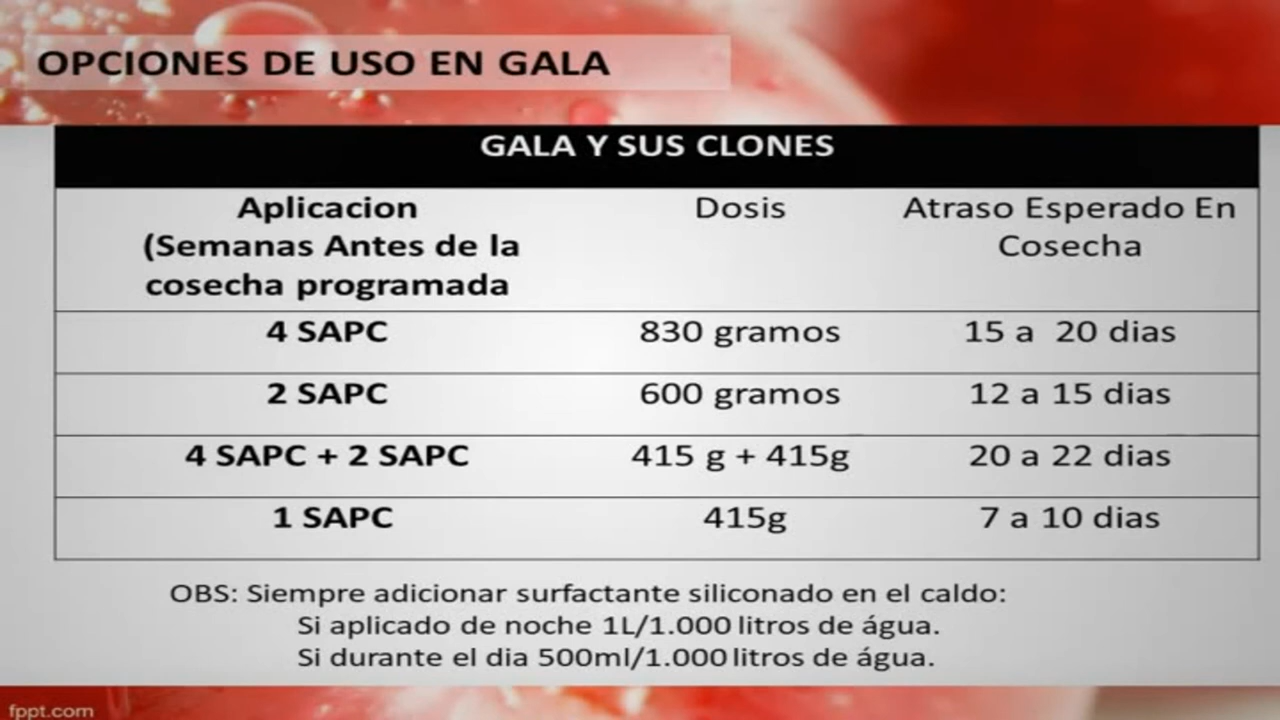 OPCIONES DE USO EN GALA
GALA Y SUS CLONES
Aplicacion
(Semanas Antes de la
cosecha programada
Dosis
Atraso Esperado En
Cosecha
4 SAPC 830 gramos 15 a 20 dias
2 SAPC 600 gramos 12 a 15 dias
4 SAPC + 2 SAPC 415 g + 415g 20 a 22 dias
1 SAPC 415g 7 a 10 dias
OBS: Siempre adicionar surfactante siliconado en el caldo:
Si aplicado de noche 1L/1.000 litros de água.
Si durante el dia 500ml/1.000 litros de água.
fppt.com